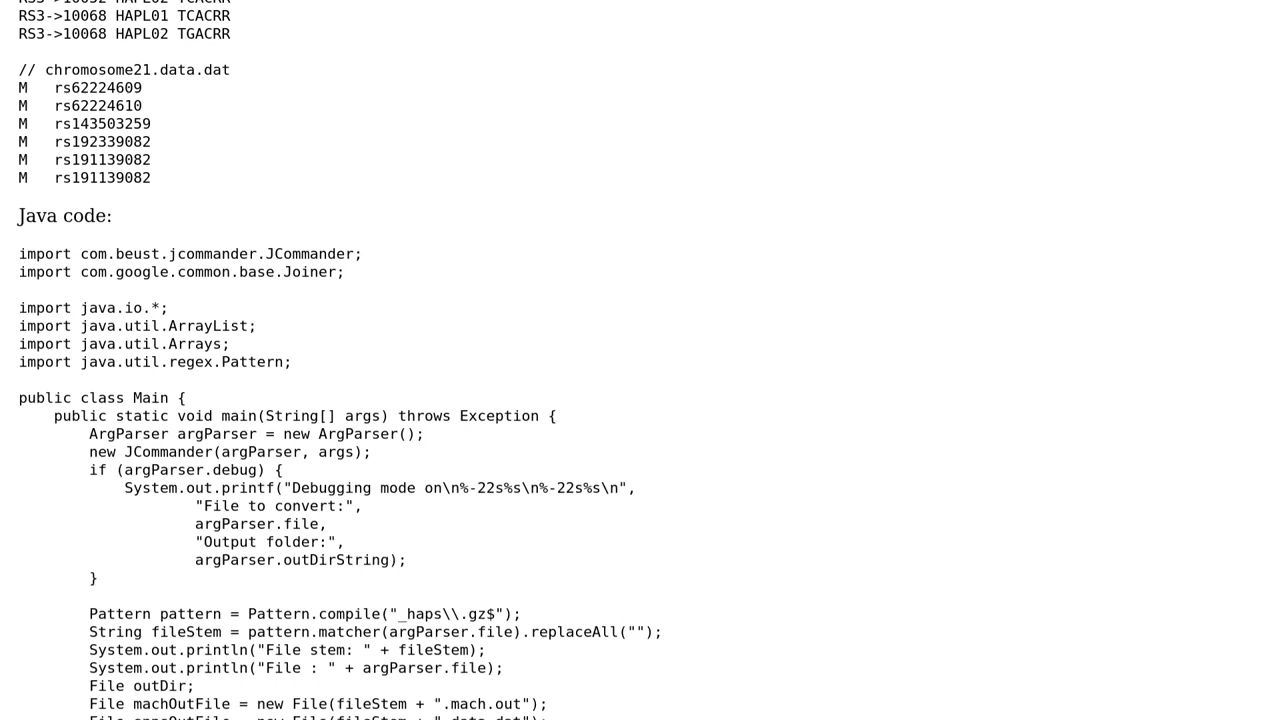 RS3->10068 HAPL01 TCACRR
RS3->10068 HAPL02 TGACRR
// chromosome21.data.dat
M   rs62224609
M   rs62224610
M   rs143503259
M   rs192339082
M   rs191139082
M   rs191139082
Java code:
import com.beust.jcommander.JCommander;
import com.google.common.base.Joiner;
import java.io.*;
import java.util.ArrayList;
import java.util.Arrays;
import java.util.regex.Pattern;
public class Main {
    public static void main(String[] args) throws Exception {
        ArgParser argParser = new ArgParser();
        new JCommander(argParser, args);
        if (argParser.debug) {
            System.out.printf("Debugging mode on\n%-22s%s\n%-22s%s\n",
                    "File to convert:",
                    argParser.file,
                    "Output folder:",
                    argParser.outDirString);
        }
        Pattern pattern = Pattern.compile("_haps\\.gz$");
        String fileStem = pattern.matcher(argParser.file).replaceAll("");
        System.out.println("File stem: " + fileStem);
        System.out.println("File : " + argParser.file);
        File outDir;
        File machOutFile = new File(fileStem + ".mach.out");